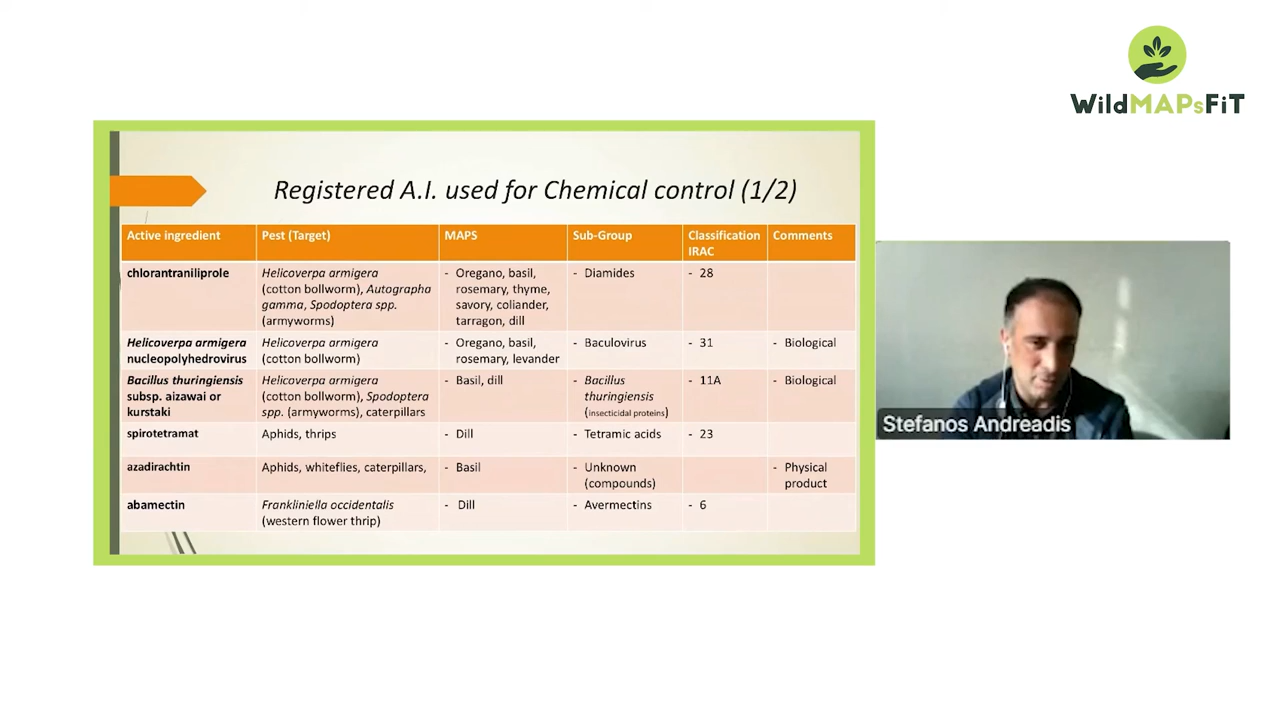 WildMAPsFiT
Registered A.I. used for Chemical control (1/2)
Active ingredient
Pest (Target)
MAPS
Sub-Group
Classification
IRAC
Comments
chlorantraniliprole
Helicoverpa armigera
(cotton bollworm), Autographa
gamma, Spodoptera spp.
(armyworms)
- Oregano, basil,
rosemary, thyme,
savory, coliander,
tarragon, dill
- Diamides
- 28
Helicoverpa armigera
nucleopolyhedrovirus
Helicoverpa armigera
(cotton bollworm)
- Oregano, basil,
rosemary, levander
- Baculovirus
- 31
- Biological
Bacillus thuringiensis
subsp. aizawai or
kurstaki
Helicoverpa armigera
(cotton bollworm), Spodoptera
spp. (armyworms), caterpillars
- Basil, dill
- Bacillus
thuringiensis
(insecticidal proteins)
- 11A
- Biological
spirotetramat
Aphids, thrips
- Dill
- Tetramic acids
- 23
azadirachtin
Aphids, whiteflies, caterpillars,
- Basil
- Unknown
(compounds)
- Physical
product
abamectin
Frankliniella occidentalis
(western flower thrip)
- Dill
- Avermectins
- 6
Stefanos Andreadis